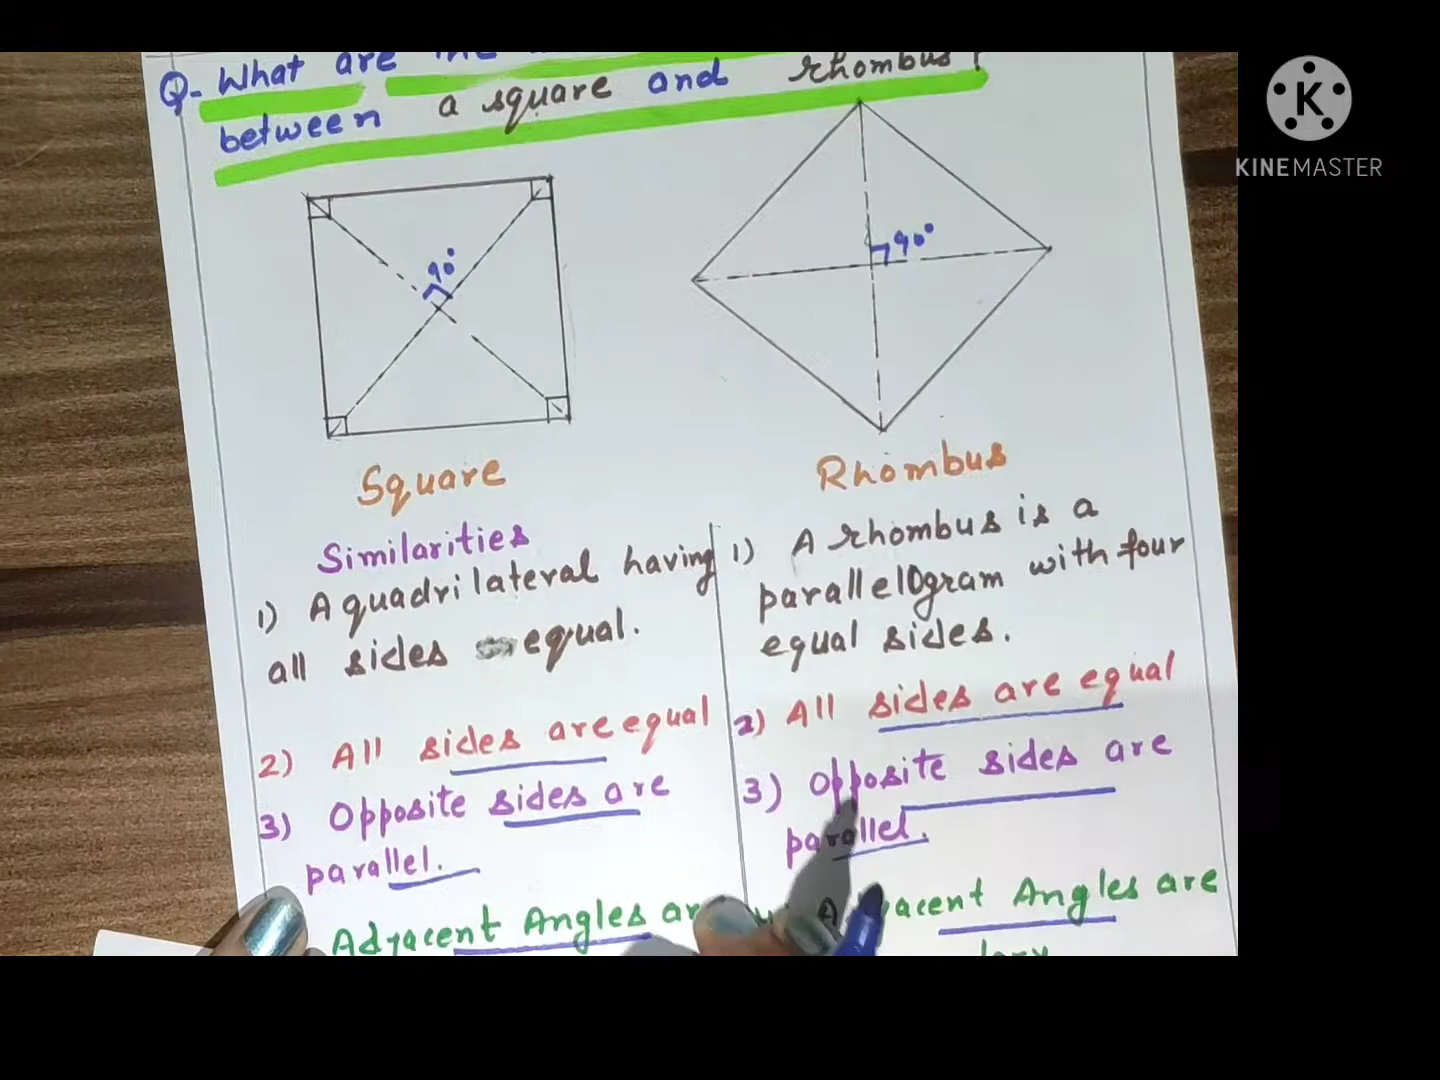 Q- What are the
between a square and rhombus?
KINEMASTER
90°
90°
Square
Rhombus
Similarities
1) A quadrilateral having
all sides equal.
2) All sides are equal
3) Opposite sides are
parallel.
Adjacent Angles
1) A rhombus is a
parallelogram with four
equal sides.
2) All sides are equal
3) Opposite sides are
parallel.
Angles are